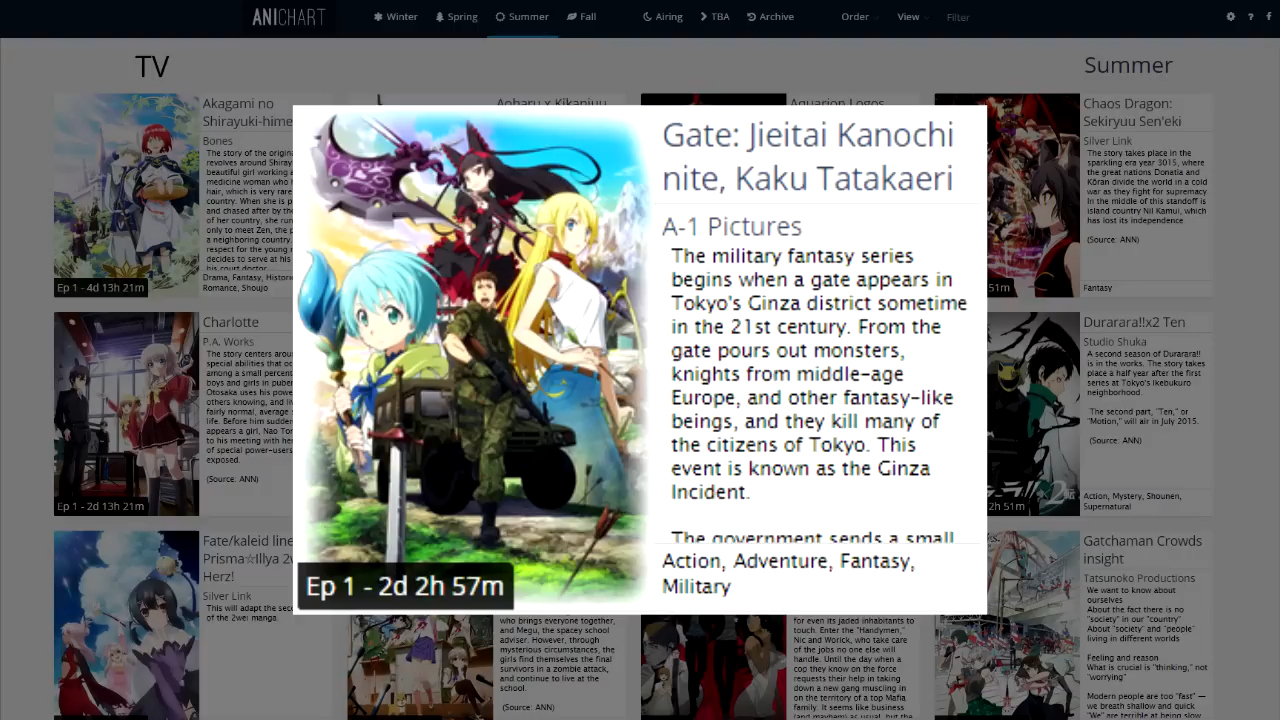 ANICHART
Winter
Spring
Summer
Fall
Airing
TBA
Archive
Order
View
Filter
TV
Summer
Akagami no
Shirayuki-hime
Bones
The story of the original
revolves around Shiray
beautiful girl working a
medicine woman who
hair, which is very rare
country. When she is p
and chased after by the
of her country, she run
only to meet Zen, the p
a neighboring country.
respect for the young
decides to serve at his
his court doctor.
Drama, Fantasy, Historic
Romance, Shoujo
Ep 1 - 4d 13h 21m
Aoharu x Kikanjuu
Aquarion Logos
Chaos Dragon:
Sekiryuu Sen'eki
Silver Link
The story takes place in the
sparkling era year 3015, where
the great nations Donatia and
Kōran divide the world in a cold
war as they fight for supremacy
In the middle of this standoff is
island country Nil Kamui, which
has lost its independence
(Source: ANN)
Fantasy
51m
Gate: Jieitai Kanochi
nite, Kaku Tatakaeri
A-1 Pictures
The military fantasy series
begins when a gate appears in
Tokyo's Ginza district sometime
in the 21st century. From the
gate pours out monsters,
knights from middle-age
Europe, and other fantasy-like
beings, and they kill many of
the citizens of Tokyo. This
event is known as the Ginza
Incident.
The government sends a small
Action, Adventure, Fantasy,
Military
Ep 1 - 2d 2h 57m
Charlotte
P.A. Works
The story centers around
special abilities that oc
among a small percent
boys and girls in pubert
Otosaka uses his power
others knowing, and liv
fairly normal, average s
life. Before him sudden
appears a girl, Nao Tor
to his meeting with her
of special power-users
exposed.
(Source: ANN)
Ep 1 - 2d 13h 21m
Durarara!!x2 Ten
Studio Shuka
A second season of Durarara!!
is in the works. The story takes
place a half year after the first
series at Tokyo's Ikebukuro
neighborhood.
The second part, "Ten," or
"Motion," will air in July 2015.
(Source: ANN)
Action, Mystery, Shounen,
Supernatural
2h 51m
Fate/kaleid line
Prisma☆Illya 2w
Herz!
Silver Link
This will adapt the seco
of the 2wei manga.
who brings everyone together,
and Megu, the spacey school
adviser. However, through
mysterious circumstances, the
girls find themselves the final
survivors in a zombie attack,
and continue to live at the
school.
(Source: ANN)
for even its jaded inhabitants to
touch. Enter the "Handymen,"
Nic and Worick, who take care
of the jobs no one else will
handle. Until the day when a
cop they know on the force
requests their help in taking
down a new gang muscling in
on the territory of a top Mafia
family. It seems like business
(and mayhem) as usual, but the
Gatchaman Crowds
insight
Tatsunoko Productions
We want to know about
ourselves
About the fact there is no
"society" in our "country"
About "society" and "people"
living in different worlds
Feeling and reason
What is crucial is "thinking," not
"worrying"
Modern people are too "fast" —
we breath shallow and quick
"We" are terrible at being slow